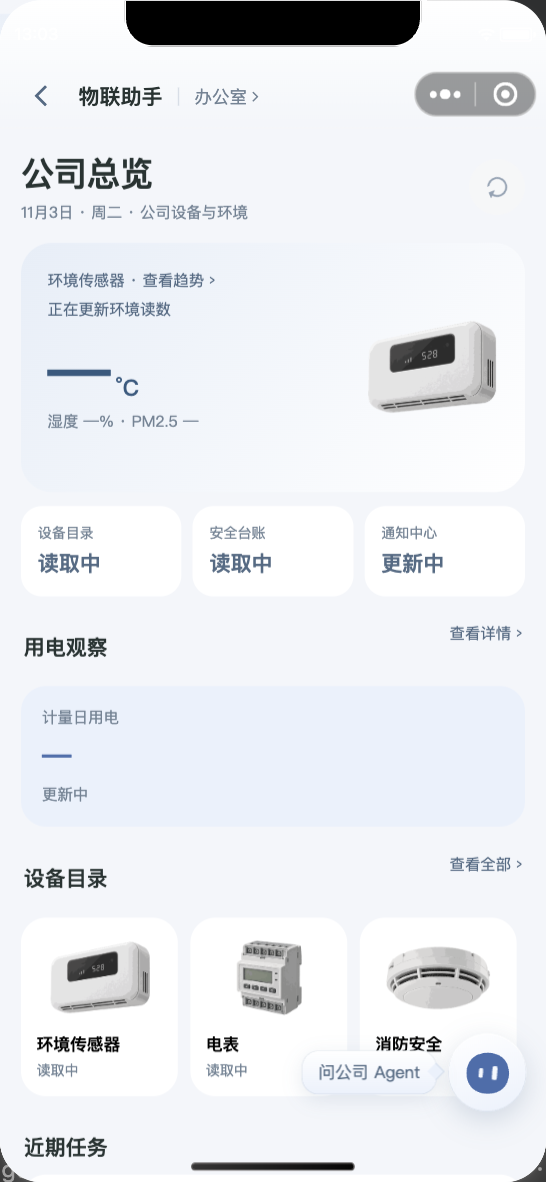 物联助手
办公室 >
公司总览
11月3日 · 周二 · 公司设备与环境
环境传感器 · 查看趋势 >
正在更新环境读数
528
— °C
湿度 —% · PM2.5 —
设备目录
读取中
安全台账
读取中
通知中心
更新中
用电观察
查看详情 >
计量日用电
—
更新中
设备目录
查看全部 >
528
环境传感器
读取中
电表
读取中
消防安全
问公司 Agent
近期任务